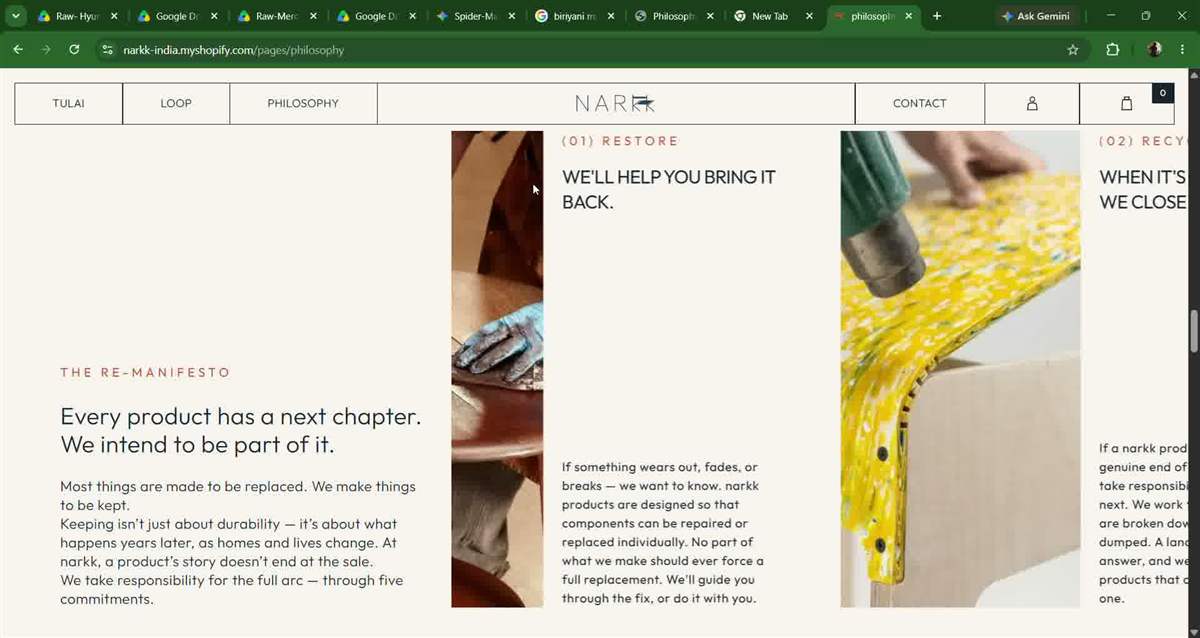 Raw- Hyun
Google Dr
Raw-Merc
Google Dr
Spider-Ma
biriyani m
Philosoph
New Tab
philosophy
Ask Gemini
narkk-india.myshopify.com/pages/philosophy
TULAI
LOOP
PHILOSOPHY
NARKK
CONTACT
0
THE RE-MANIFESTO
Every product has a next chapter.
We intend to be part of it.
Most things are made to be replaced. We make things
to be kept.
Keeping isn't just about durability — it's about what
happens years later, as homes and lives change. At
narkk, a product's story doesn't end at the sale.
We take responsibility for the full arc — through five
commitments.
(01) RESTORE
WE'LL HELP YOU BRING IT
BACK.
If something wears out, fades, or
breaks — we want to know. narkk
products are designed so that
components can be repaired or
replaced individually. No part of
what we make should ever force a
full replacement. We'll guide you
through the fix, or do it with you.
(02) RECY
WHEN IT'S
WE CLOSE
If a narkk prod
genuine end of
take responsibi
next. We work
are broken dow
dumped. A land
answer, and we
products that c
one.